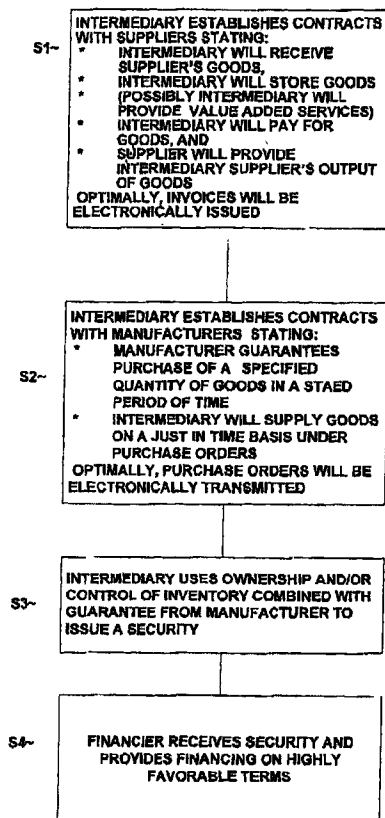 INTERMEDIARY ESTABLISHES CONTRACTS
WITH SUPPLIERS STATING:
S1~
* INTERMEDIARY WILL RECEIVE
SUPPLIER'S GOODS,
* INTERMEDIARY WILL STORE GOODS
* (POSSIBLY INTERMEDIARY WILL
PROVIDE VALUE ADDED SERVICES)
* INTERMEDIARY WILL PAY FOR
GOODS, AND
* SUPPLIER WILL PROVIDE
INTERMEDIARY SUPPLIER'S OUTPUT
OF GOODS
OPTIMALLY, INVOICES WILL BE
ELECTRONICALLY ISSUED
INTERMEDIARY ESTABLISHES CONTRACTS
WITH MANUFACTURERS STATING:
S2~
* MANUFACTURER GUARANTEES
PURCHASE OF A SPECIFIED
QUANTITY OF GOODS IN A STAED
PERIOD OF TIME
* INTERMEDIARY WILL SUPPLY GOODS
ON A JUST IN TIME BASIS UNDER
PURCHASE ORDERS
OPTIMALLY, PURCHASE ORDERS WILL BE
ELECTRONICALLY TRANSMITTED
INTERMEDIARY USES OWNERSHIP AND/OR
S3~
CONTROL OF INVENTORY COMBINED WITH
GUARANTEE FROM MANUFACTURER TO
ISSUE A SECURITY
S4~
FINANCIER RECEIVES SECURITY AND
PROVIDES FINANCING ON HIGHLY
FAVORABLE TERMS